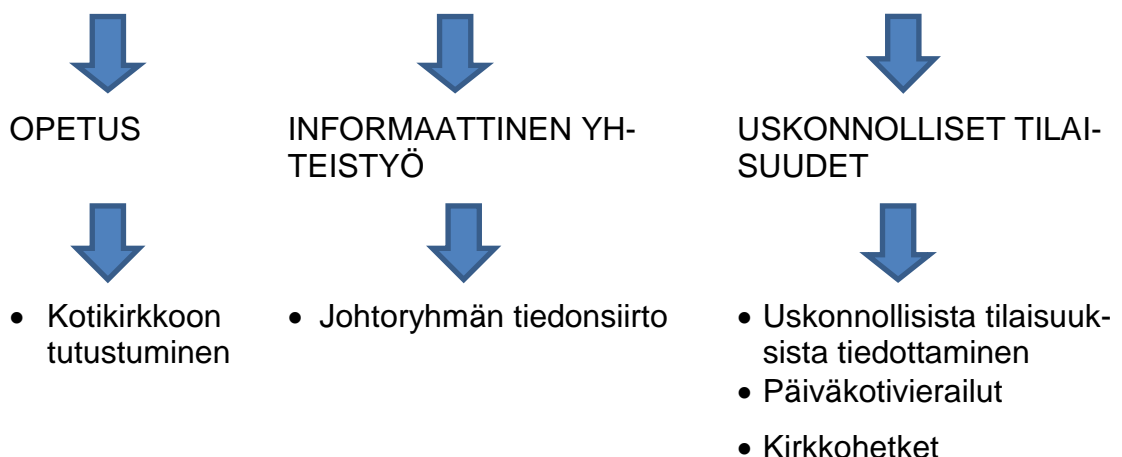 OPETUS
INFORMAATTINEN YH-
TEISTYÖ
USKONNOLLISET TILAI-
SUUDET
• Kotikirkkoon
tutustuminen
• Johtoryhmän tiedonsiirto
• Uskonnollisista tilaisuuk-
sista tiedottaminen
• Päiväkotivierailut
• Kirkkohetket